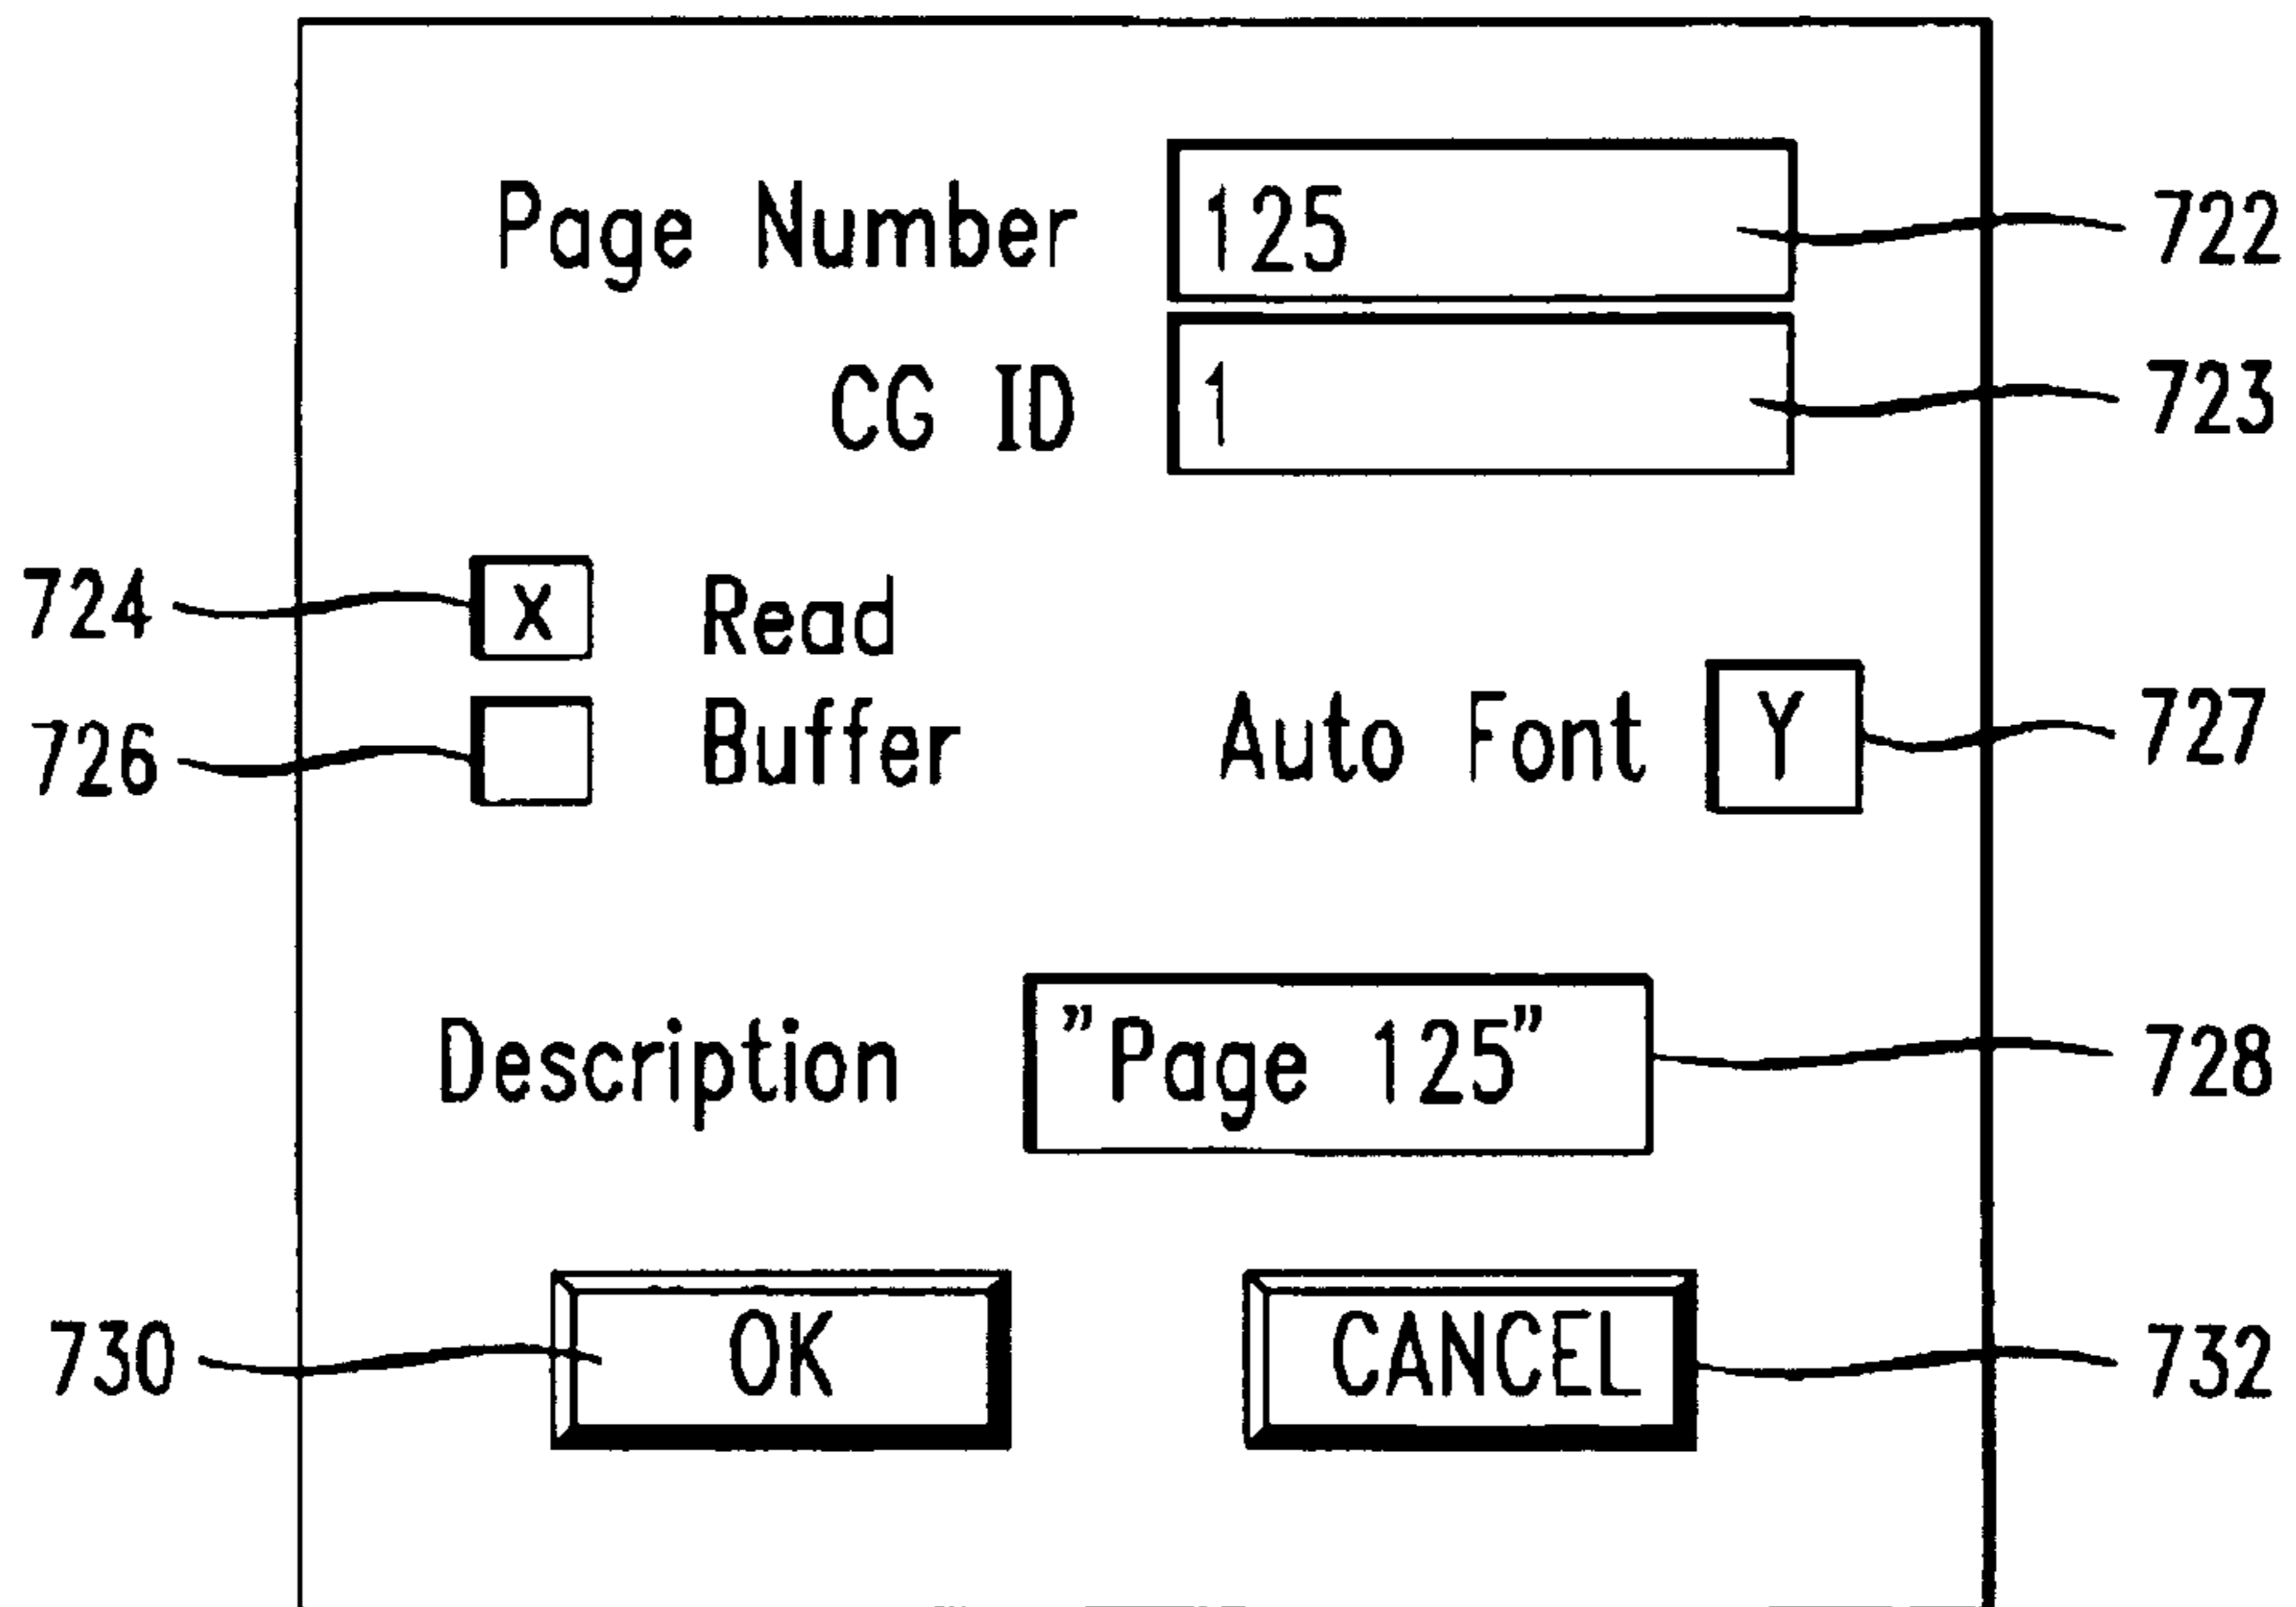 Page Number 125 722
CG ID 1 723
724 X Read
726 Buffer Auto Font Y 727
Description ”Page 125” 728
730 OK CANCEL 732